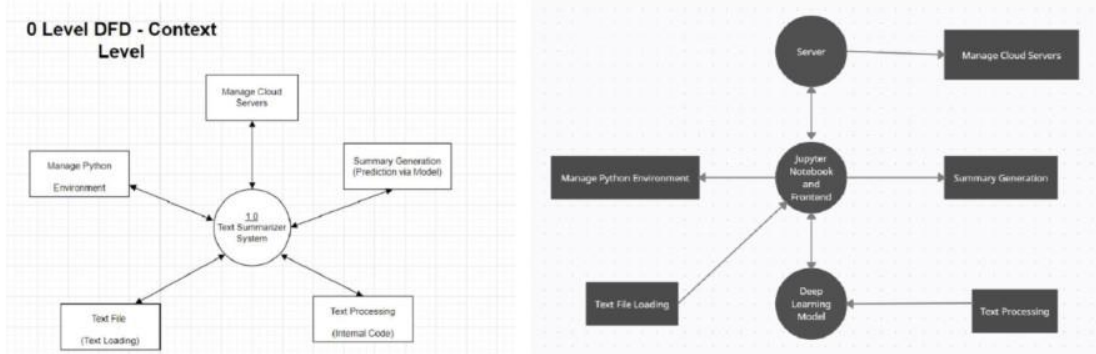 0 Level DFD - Context
Level
Manage Cloud
Servers
Manage Python
Environment
Summary Generation
(Prediction via Model)
1.0
Text Summarizer
System
Text File
(Text Loading)
Text Processing
(Internal Code)
Server
Manage Cloud Servers
Manage Python Environment
Jupyter
Notebook
and
Frontend
Summary Generation
Text File Loading
Deep
Learning
Model
Text Processing